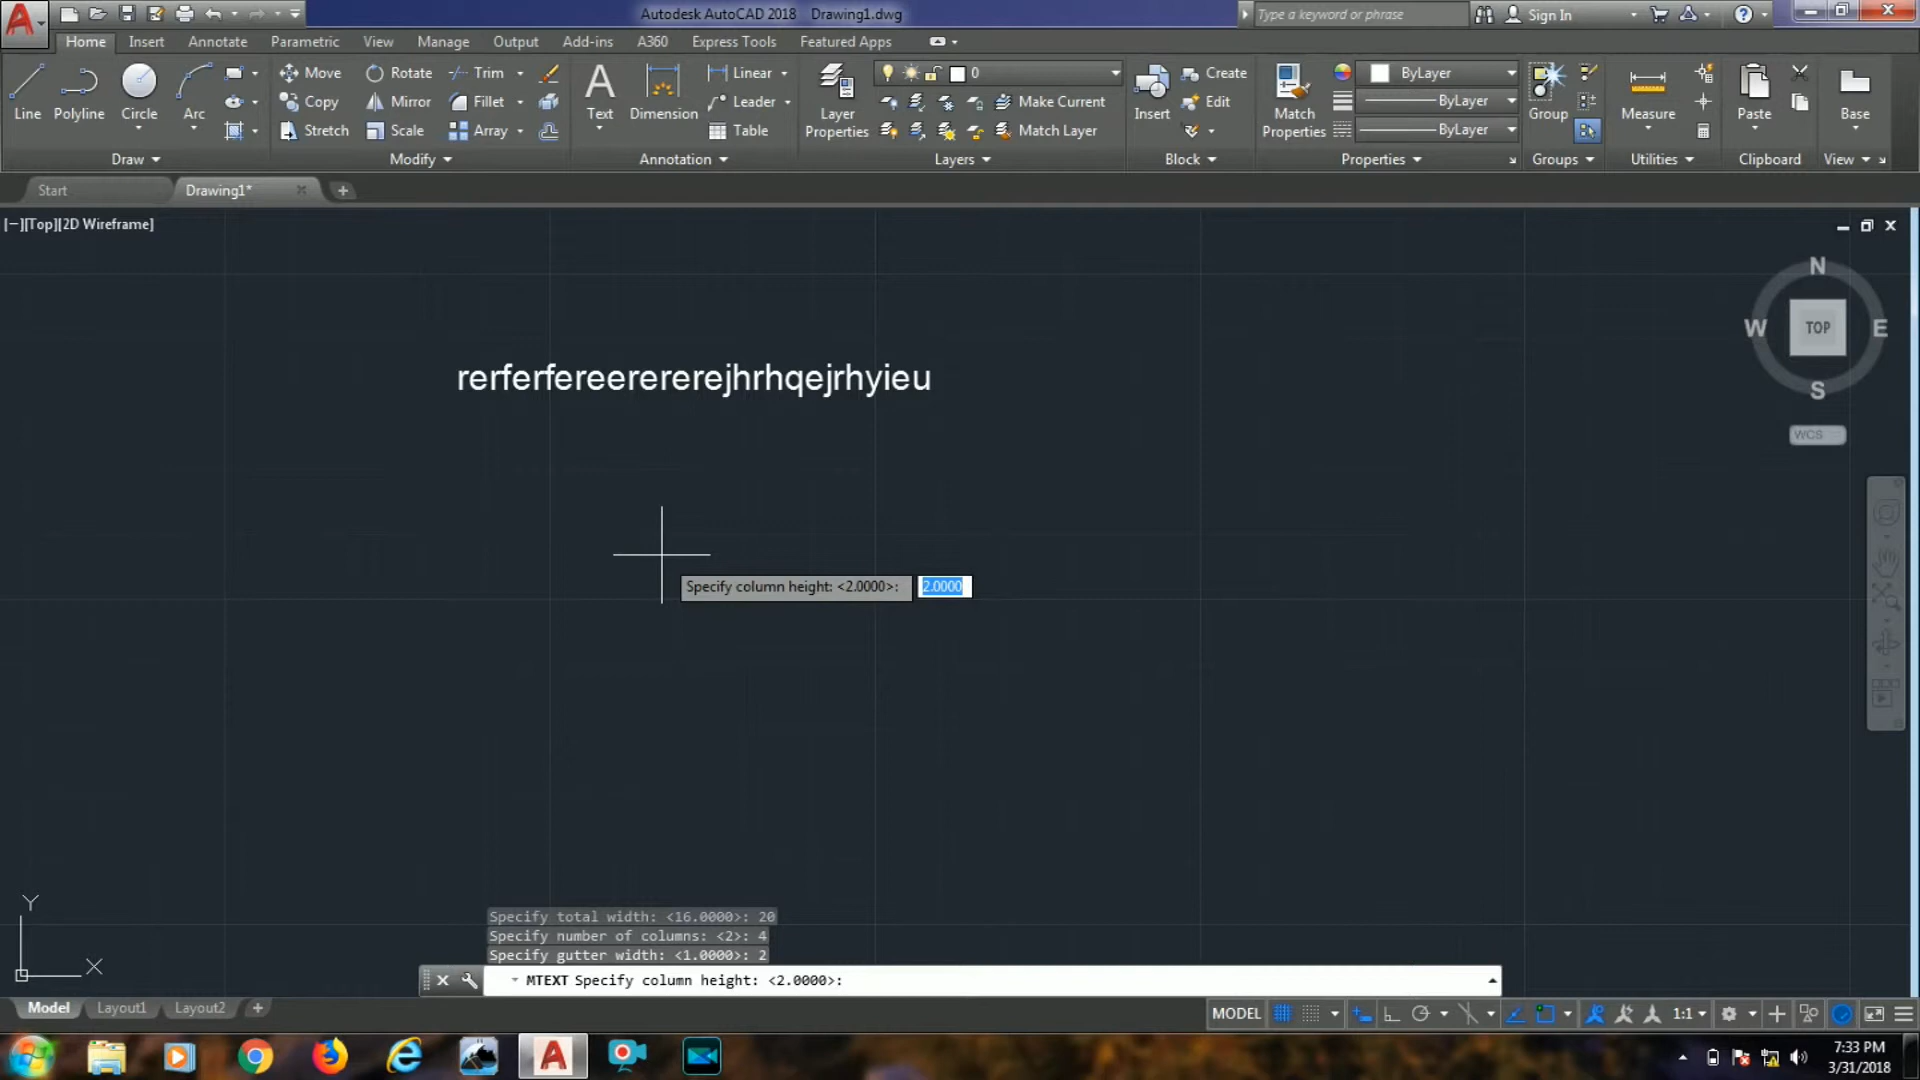 Autodesk AutoCAD 2018 Drawing1.dwg
Type a keyword or phrase
Sign In
Home Insert Annotate Parametric View Manage Output Add-ins A360 Express Tools Featured Apps
Line Polyline Circle Arc
Move Rotate Trim
Copy Mirror Fillet
Stretch Scale Array
Text Dimension
Linear
Leader
Table
Layer Properties
0
Make Current
Match Layer
Insert
Create
Edit
Match Properties
ByLayer
ByLayer
ByLayer
Group
Measure
Paste
Base
Draw Modify Annotation Layers Block Properties Groups Utilities Clipboard View
Start Drawing1*
[−][Top][2D Wireframe]
N
W TOP E
S
WCS
rerferfereerererejhrhqejrhyieu
Specify column height: <2.0000>: 2.0000
Y
X
Specify total width: <16.0000>: 20
Specify number of columns: <2>: 4
Specify gutter width: <1.0000>: 2
MTEXT Specify column height: <2.0000>:
Model Layout1 Layout2
MODEL 1:1
7:33 PM
3/31/2018